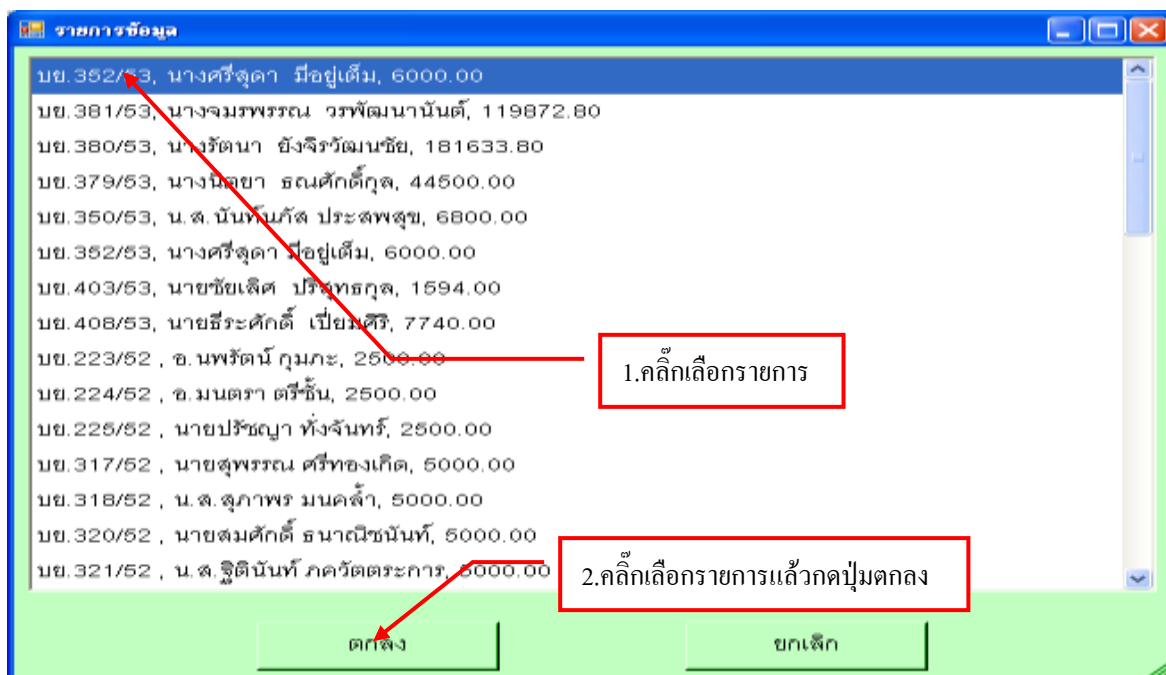 รายการข้อมูล
บย.352/53, นางศรีสุดา มีอยู่เต็ม, 6000.00
บย.381/53, นางจมรพรรณ วรพัฒนานันต์, 119872.80
บย.380/53, นางรัตนา ยังจิรวัฒนชัย, 181633.80
บย.379/53, นางนิตยา ธณศักดิ์กุล, 44500.00
บย.350/53, น.ส.นันท์นภัส ประสพสุข, 6800.00
บย.352/53, นางศรีสุดา มีอยู่เต็ม, 6000.00
บย.403/53, นายชัยเลิศ ปริสุทธกุล, 1594.00
บย.408/53, นายธีระศักดิ์ เปี่ยมศิริ, 7740.00
บย.223/52 , อ.นพรัตน์ กุมภะ, 2500.00
1.คลิ๊กเลือกรายการ
บย.224/52 , อ.มนตรา ตรีชั้น, 2500.00
บย.225/52 , นายปรัชญา ทั่งจันทร์, 2500.00
บย.317/52 , นายสุพรรณ ศรีทองเกิด, 5000.00
บย.318/52 , น.ส.สุภาพร มนคล้ำ, 5000.00
บย.320/52 , นายสมศักดิ์ ธนาณิชนันท์, 5000.00
บย.321/52 , น.ส.ฐิตินันท์ ภควัตตระการ, 5000.00
2.คลิ๊กเลือกรายการแล้วกดปุ่มตกลง
ตกลง
ยกเลิก